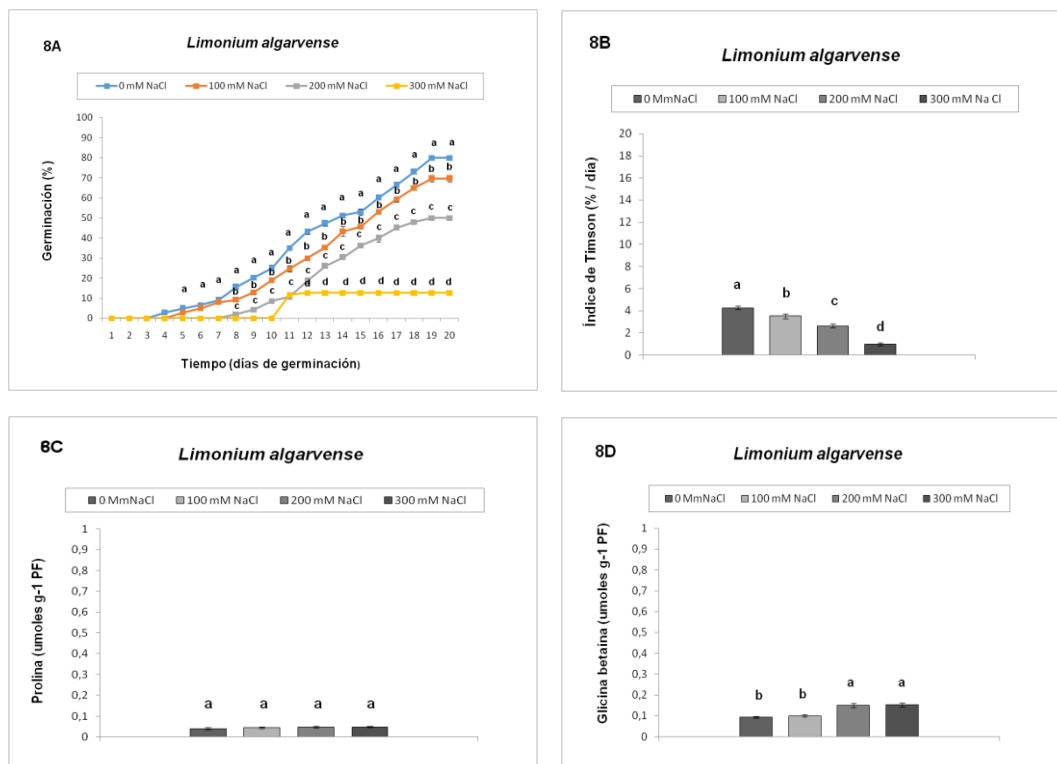 8A
Limonium algarvense
0 mM NaCl 100 mM NaCl 200 mM NaCl 300 mM NaCl
Germinación (%)
100
90
80
70
60
50
40
30
20
10
0
a a a a a a a a a a a a a a a a
b b b b b b b b b b b b b
c c c c c c c c c c c c c
d d d d d d d d d
1 2 3 4 5 6 7 8 9 10 11 12 13 14 15 16 17 18 19 20
Tiempo (días de germinación)
8B
Limonium algarvense
0 MmNaCl 100 mM NaCl 200 mM NaCl 300 mM Na Cl
Índice de Timson (% / día)
20
18
16
14
12
10
8
6
4
2
0
a b c d
6C
Limonium algarvense
0 MmNaCl 100 mM NaCl 200 mM NaCl 300 mM NaCl
Prolina (umoles g-1 PF)
1
0,9
0,8
0,7
0,6
0,5
0,4
0,3
0,2
0,1
0
a a a a
8D
Limonium algarvense
0 MmNaCl 100 mM NaCl 200 mM NaCl 300 mM NaCl
Glicina betaína (umoles g-1 PF)
1
0,9
0,8
0,7
0,6
0,5
0,4
0,3
0,2
0,1
0
b b a a